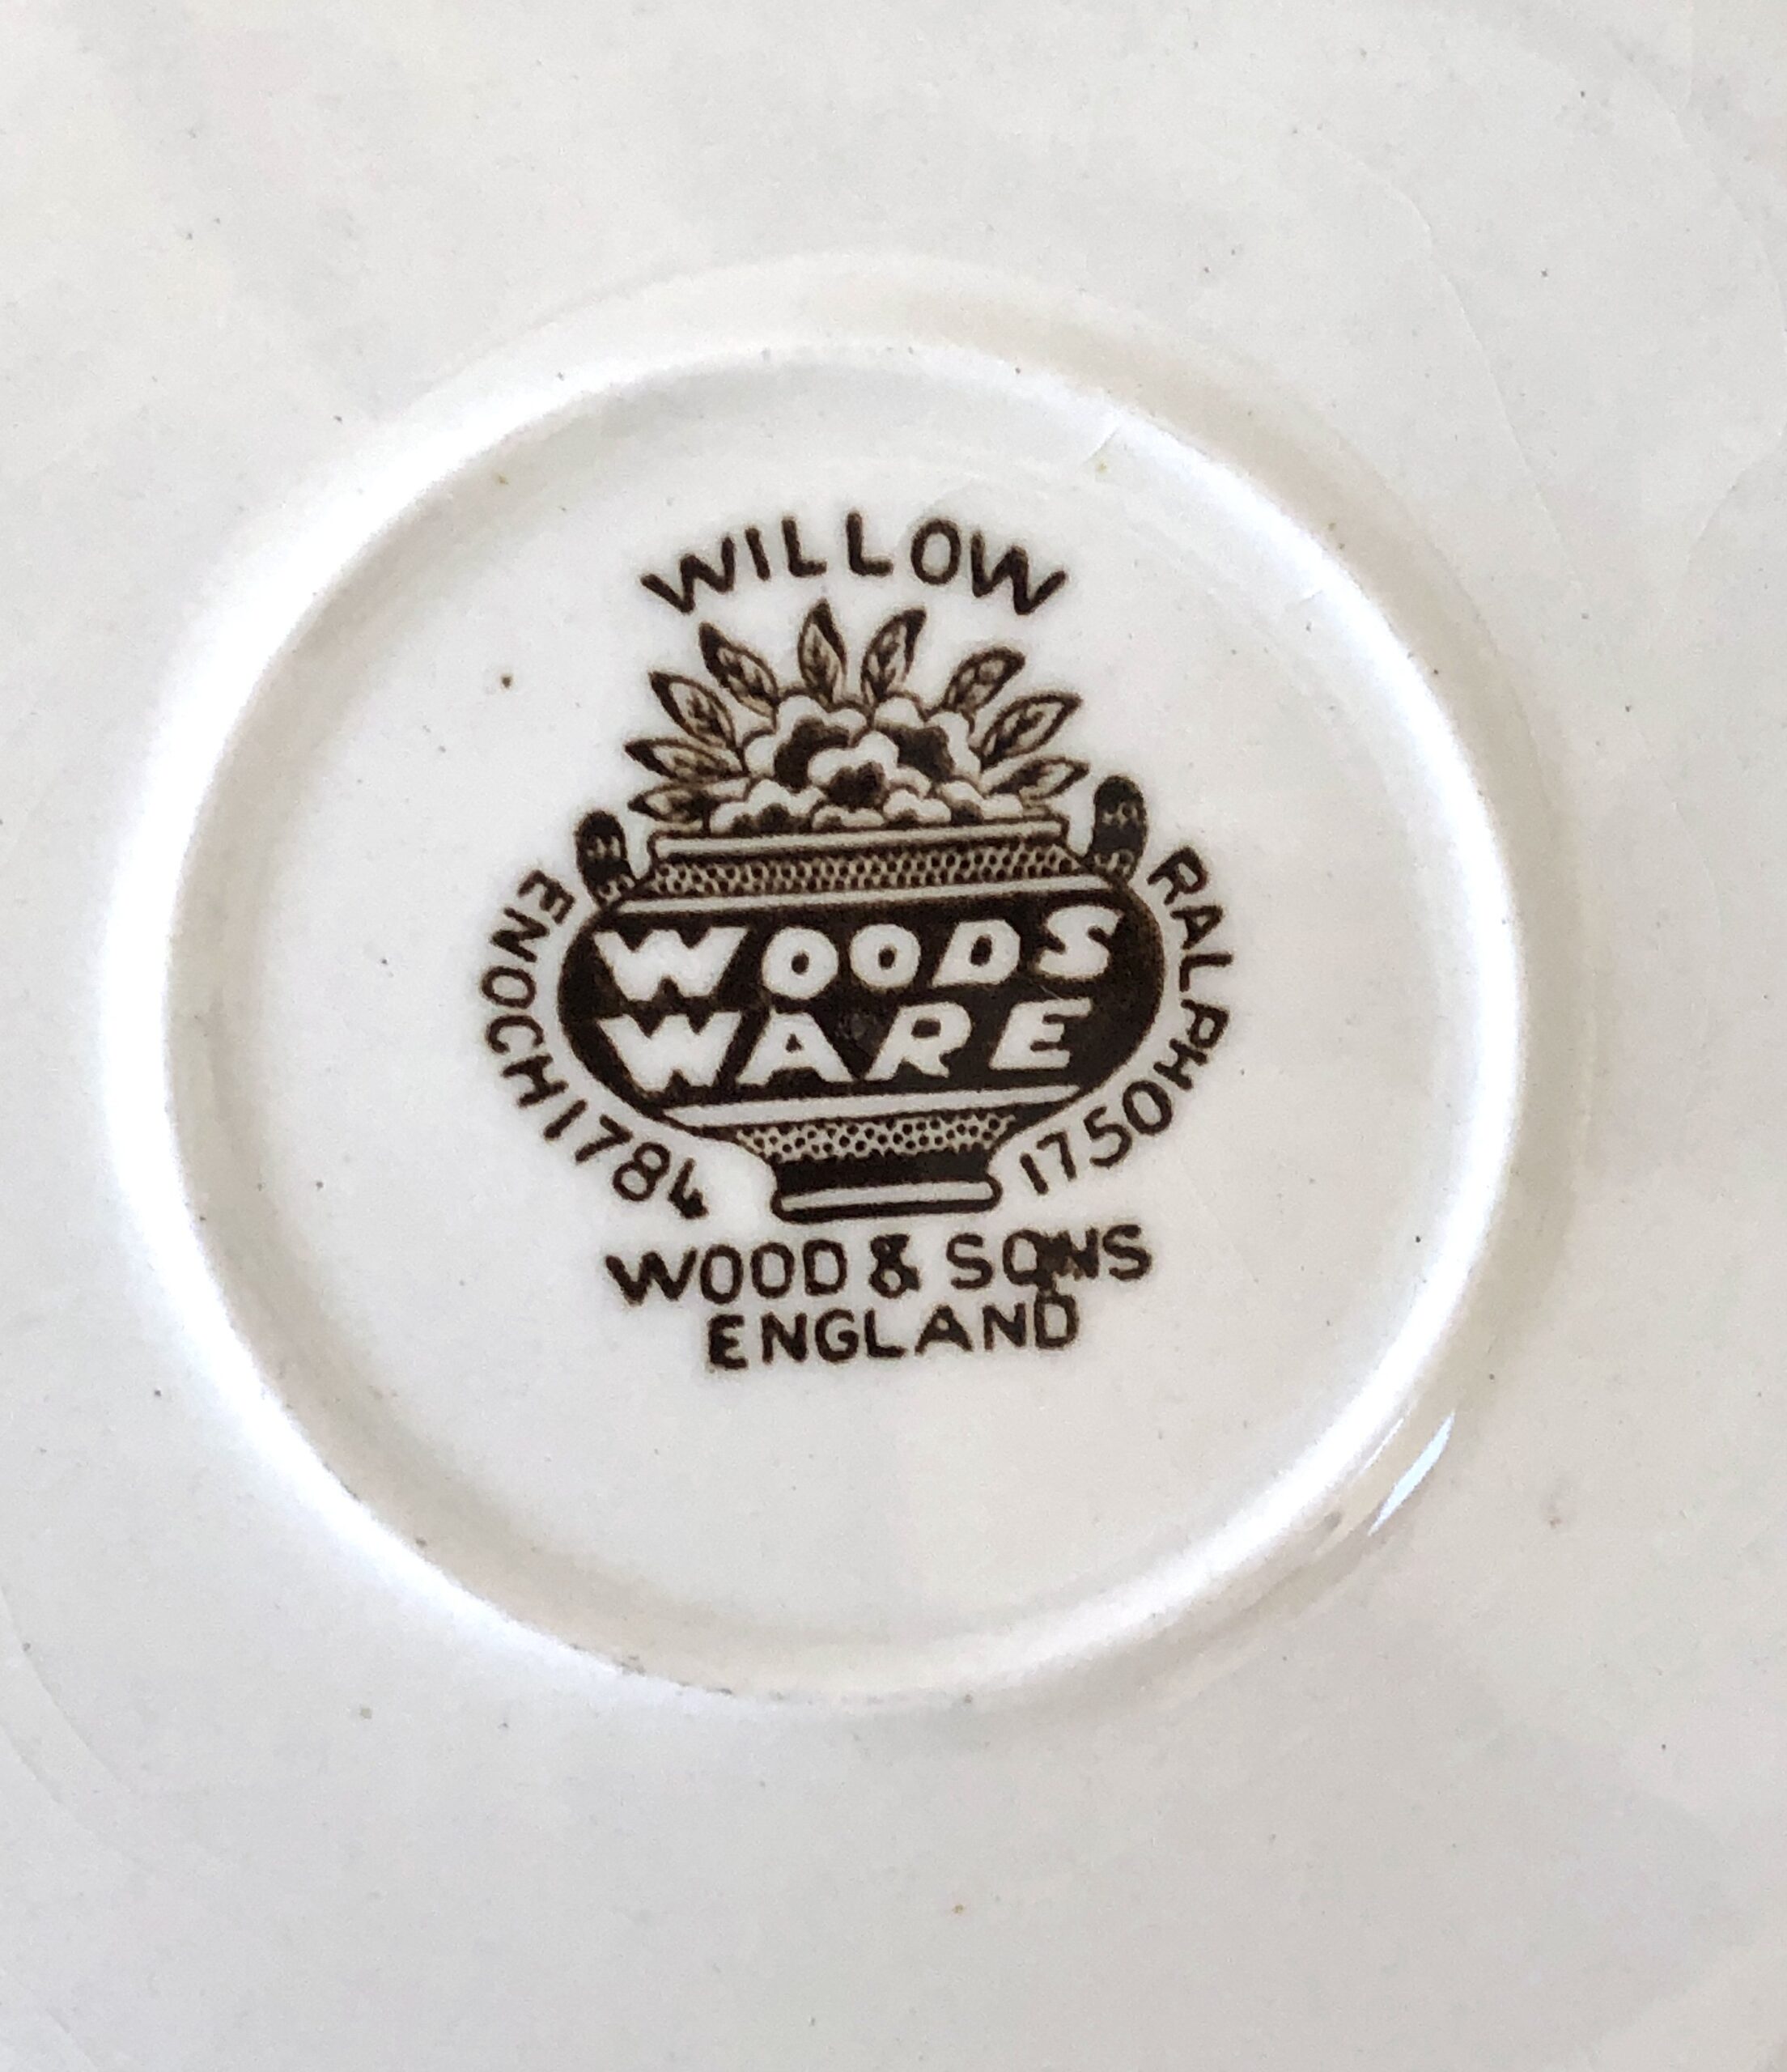 WILLOW
WOODS
WARE
ENOCH 1784
RALPH 1750
WOOD & SONS
ENGLAND